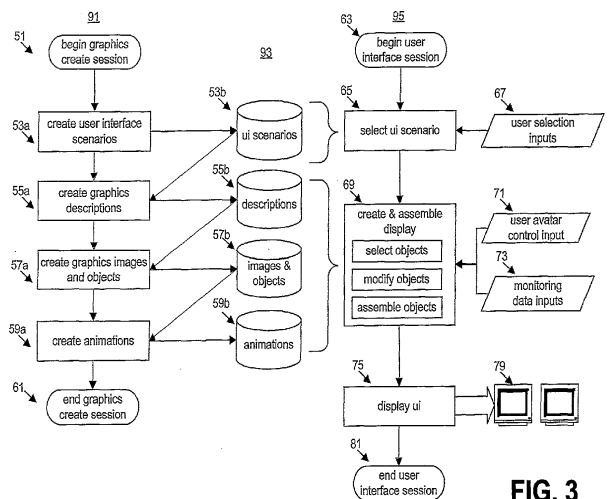 91
51
begin graphics
create session
53a
create user interface
scenarios
55a
create graphics
descriptions
57a
create graphics images
and objects
59a
create animations
61
end graphics
create session
93
53b
ui scenarios
55b
descriptions
57b
images &
objects
59b
animations
95
63
begin user
interface session
65
select ui scenario
67
user selection
inputs
69
create & assemble
display
select objects
modify objects
assemble objects
71
user avatar
control input
73
monitoring
data inputs
75
display ui
79
81
end user
interface session
FIG. 3